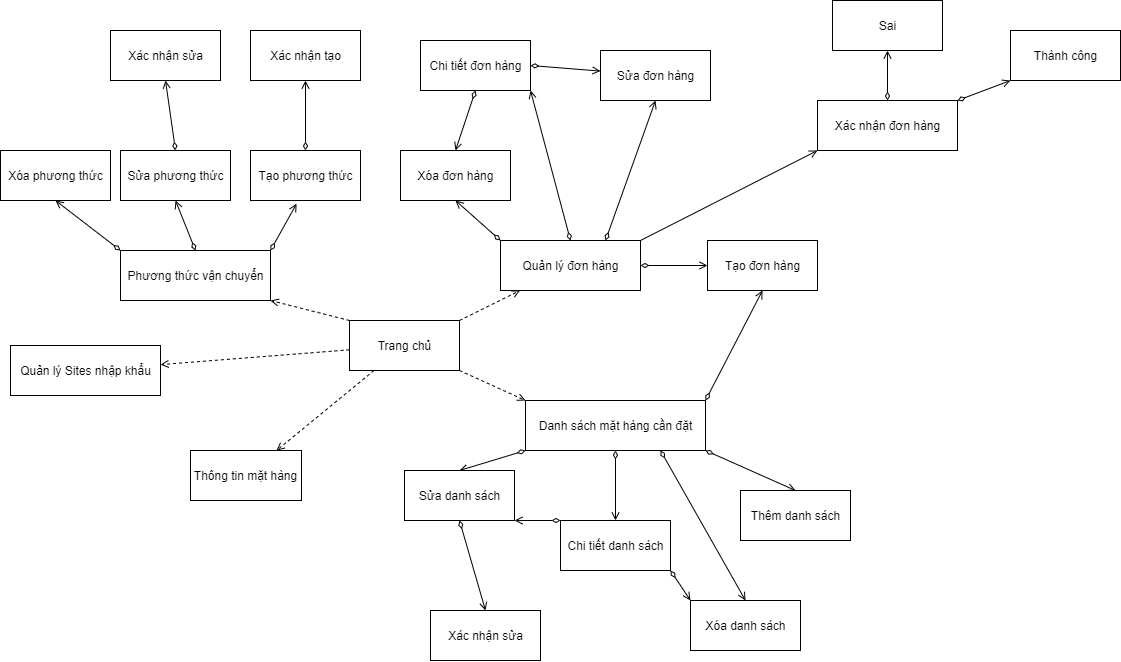 Sai
Xác nhận sửa
Xác nhận tạo
Chi tiết đơn hàng
Sửa đơn hàng
Thành công
Xác nhận đơn hàng
Xóa phương thức
Sửa phương thức
Tạo phương thức
Xóa đơn hàng
Phương thức vận chuyển
Quản lý đơn hàng
Tạo đơn hàng
Trang chủ
Quản lý Sites nhập khẩu
Danh sách mặt hàng cần đặt
Thông tin mặt hàng
Sửa danh sách
Thêm danh sách
Chi tiết danh sách
Xác nhận sửa
Xóa danh sách